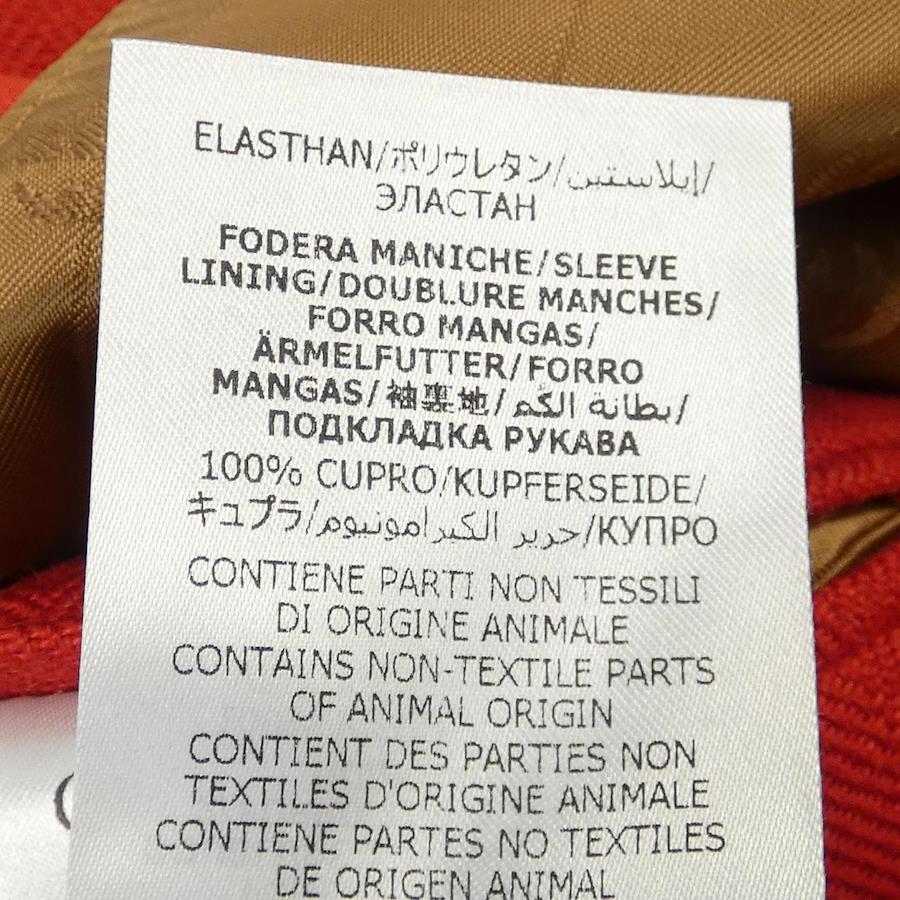 ELASTHAN/ポリウレタン/إيلاستين/
ЭЛАСТАН
FODERA MANICHE/SLEEVE
LINING/DOUBLURE MANCHES/
FORRO MANGAS/
ÄRMELFUTTER/FORRO
MANGAS/袖裏地/بطانة الكم/
ПОДКЛАДКА РУКАВА
100% CUPRO/KUPFERSEIDE/
キュプラ/حرير الكبرامونيوم/КУПРО
CONTIENE PARTI NON TESSILI
DI ORIGINE ANIMALE
CONTAINS NON-TEXTILE PARTS
OF ANIMAL ORIGIN
CONTIENT DES PARTIES NON
TEXTILES D'ORIGINE ANIMALE
CONTIENE PARTES NO TEXTILES
DE ORIGEN ANIMAL